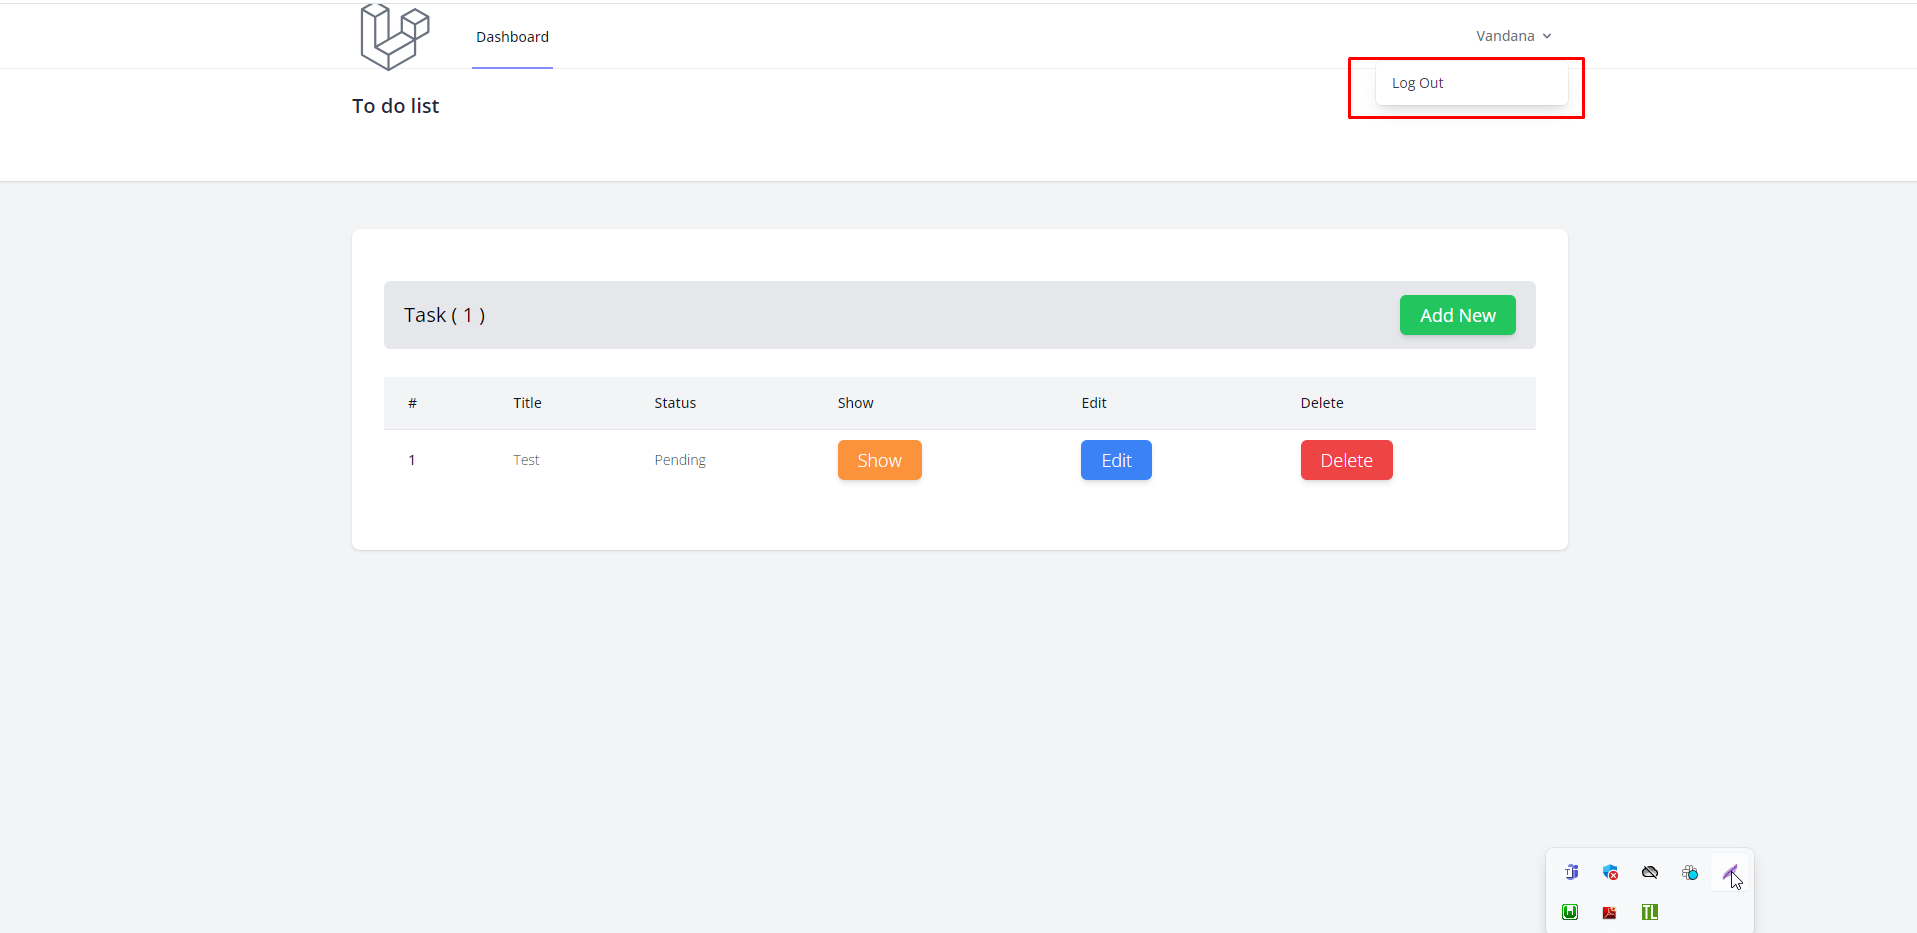 Dashboard
Vandana
Log Out
To do list
Task ( 1 )
Add New
# Title Status Show Edit Delete
1 Test Pending Show Edit Delete
TL